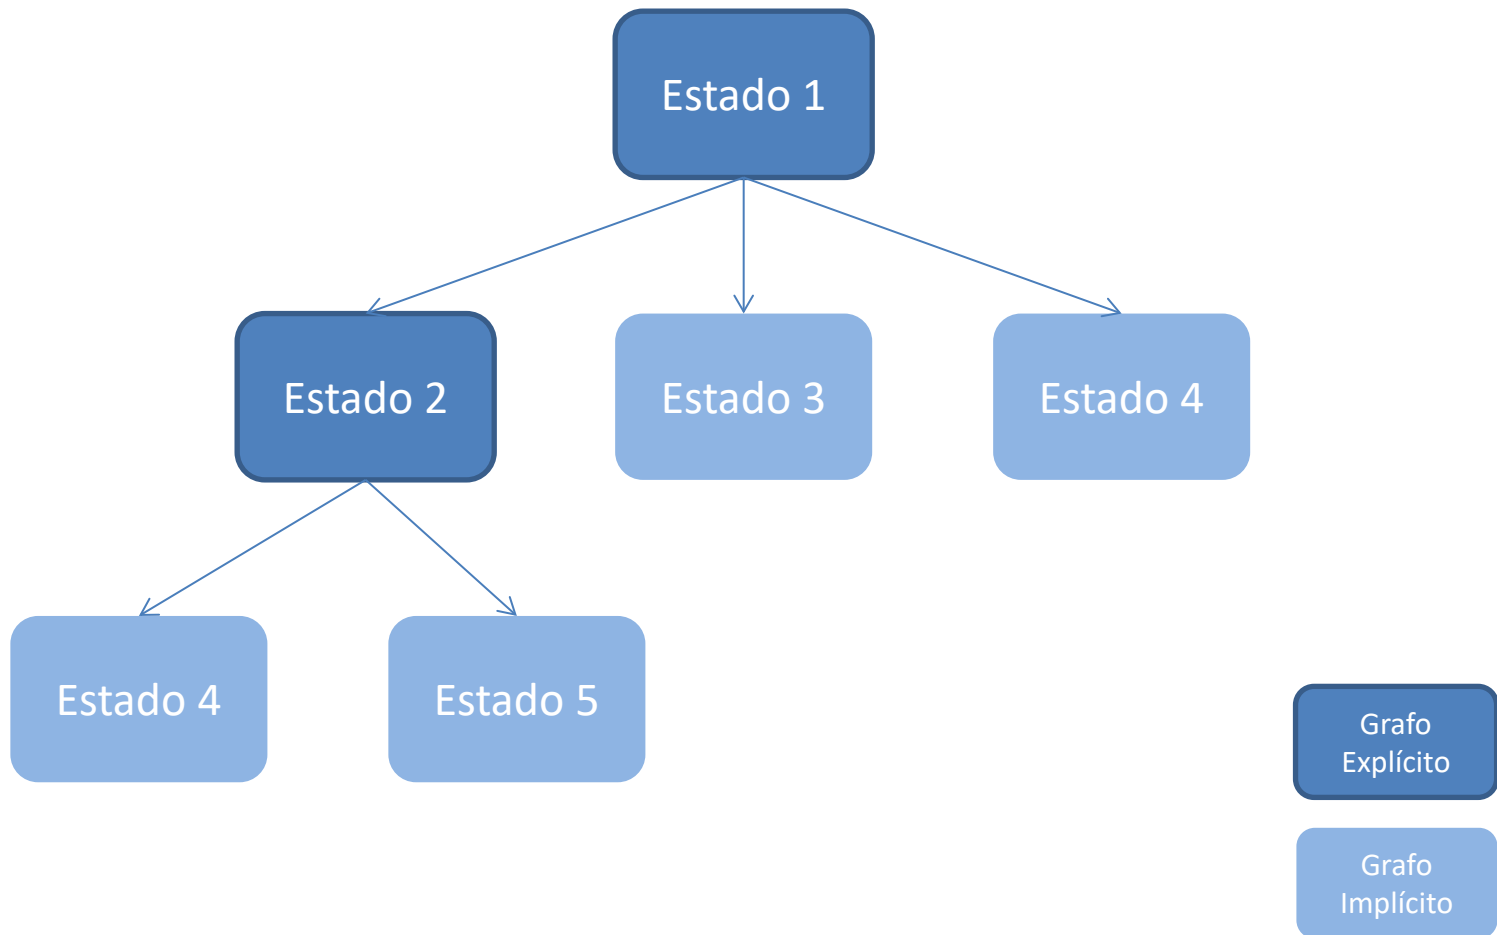 Estado 1
Estado 2
Estado 3
Estado 4
Estado 4
Estado 5
Grafo
Explícito
Grafo
Implícito